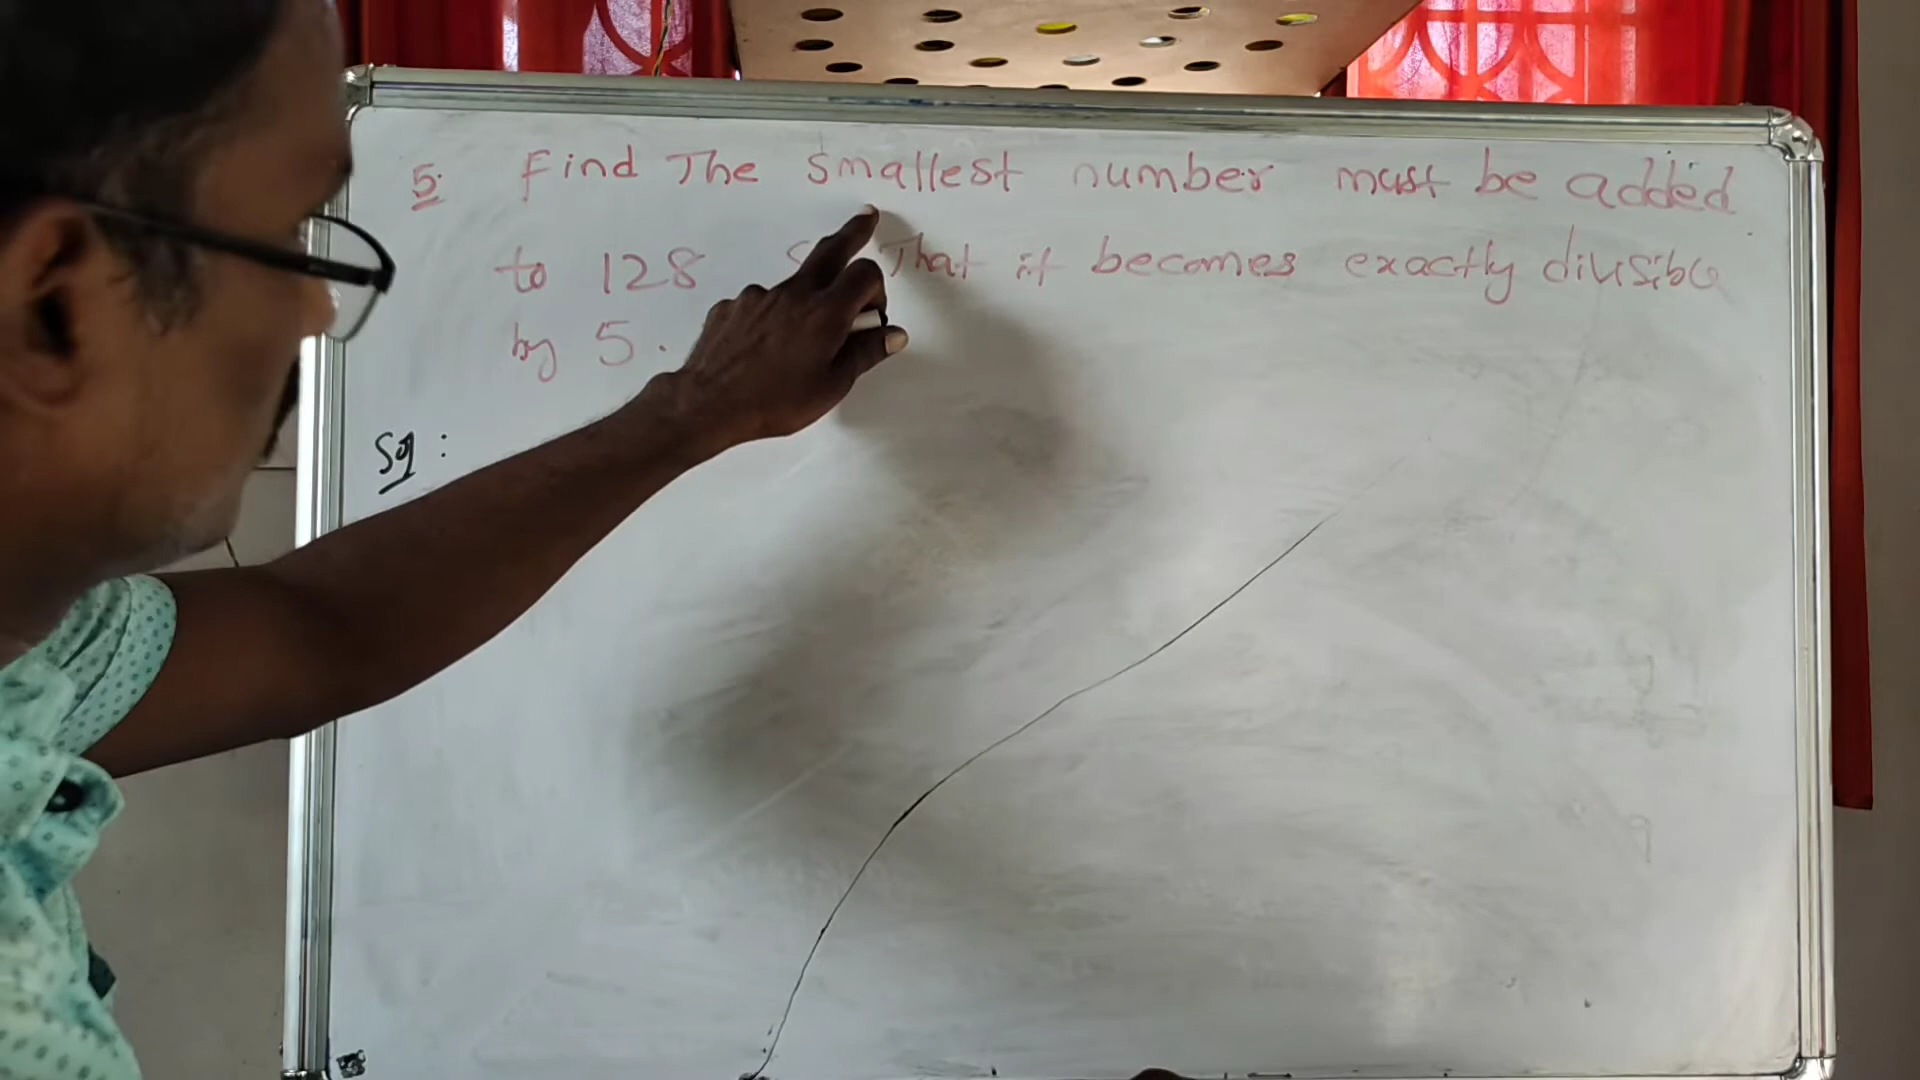 5. Find The smallest number must be added
to 128 That it becomes exactly divisible
by 5.
Sol :